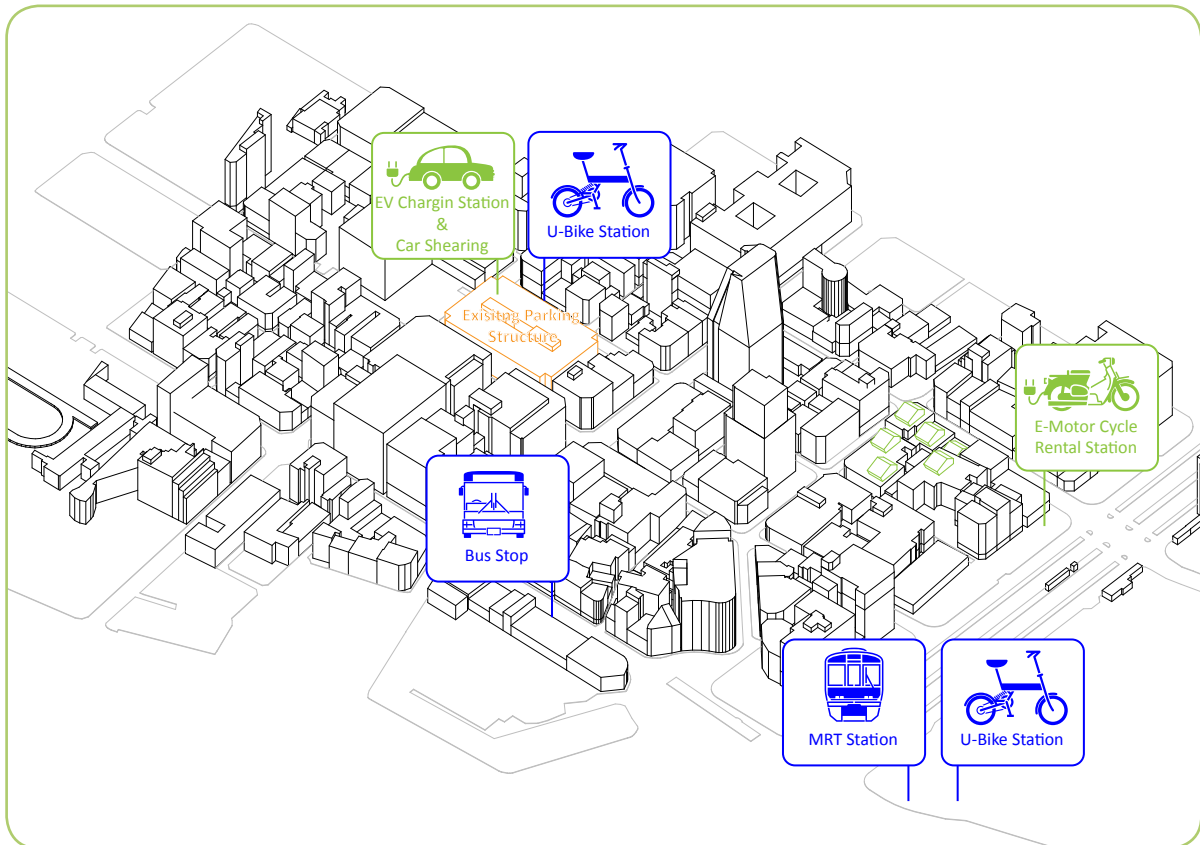 EV Chargin Station
&
Car Shearing
U-Bike Station
Exisitng Parking
Structure
E-Motor Cycle
Rental Station
Bus Stop
MRT Station
U-Bike Station